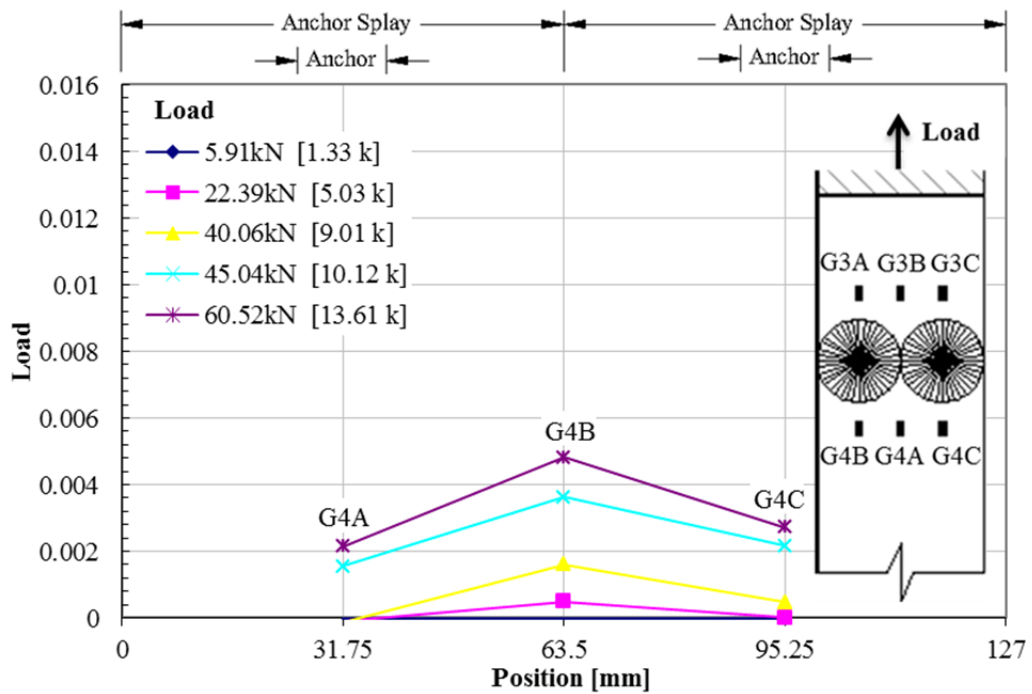 Anchor Splay Anchor Splay
Anchor Anchor
0.016
0.014
0.012
0.01
0.008
0.006
0.004
0.002
0
Load
Load
5.91kN [1.33 k]
22.39kN [5.03 k]
40.06kN [9.01 k]
45.04kN [10.12 k]
60.52kN [13.61 k]
G4A
G4B
G4C
Load
G3A G3B G3C
G4B G4A G4C
0 31.75 63.5 95.25 127
Position [mm]